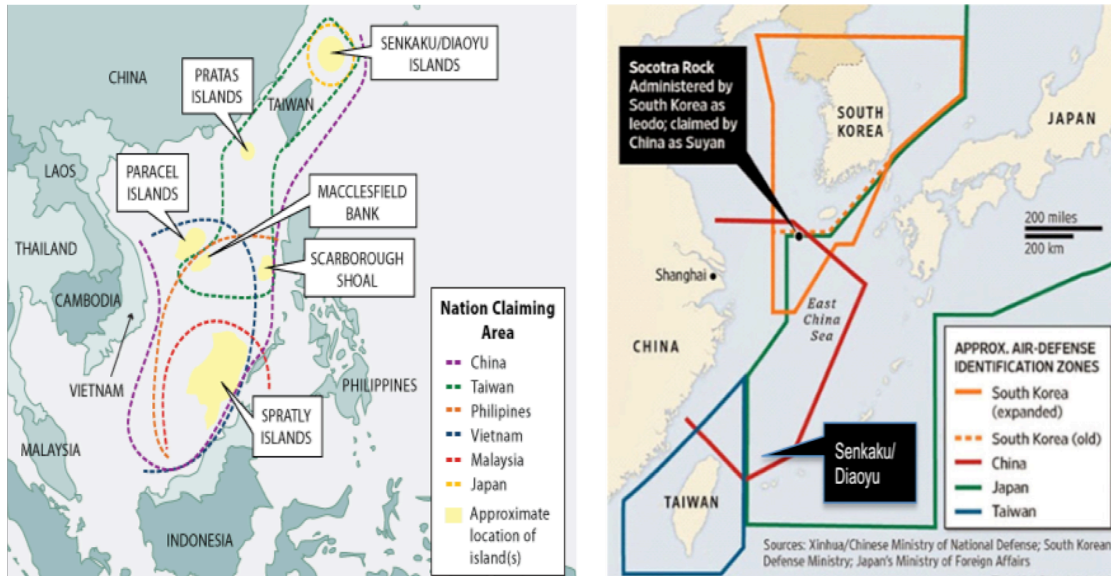 SENKAKU/DIAOYU
ISLANDS
CHINA
PRATAS
ISLANDS
TAIWAN
LAOS
PARACEL
ISLANDS
MACCLESFIELD
BANK
THAILAND
SCARBOROUGH
SHOAL
CAMBODIA
VIETNAM
PHILIPPINES
SPRATLY
ISLANDS
MALAYSIA
INDONESIA
Nation Claiming
Area
China
Taiwan
Philipines
Vietnam
Malaysia
Japan
Approximate
location of
island(s)
Socotra Rock
Administered by
South Korea as
Ieodo; claimed by
China as Suyan
SOUTH
KOREA
JAPAN
200 miles
200 km
Shanghai
East
China
Sea
CHINA
Senkaku/
Diaoyu
TAIWAN
APPROX. AIR-DEFENSE
IDENTIFICATION ZONES
South Korea
(expanded)
South Korea (old)
China
Japan
Taiwan
Sources: Xinhua/Chinese Ministry of National Defense; South Korean
Defense Ministry; Japan's Ministry of Foreign Affairs